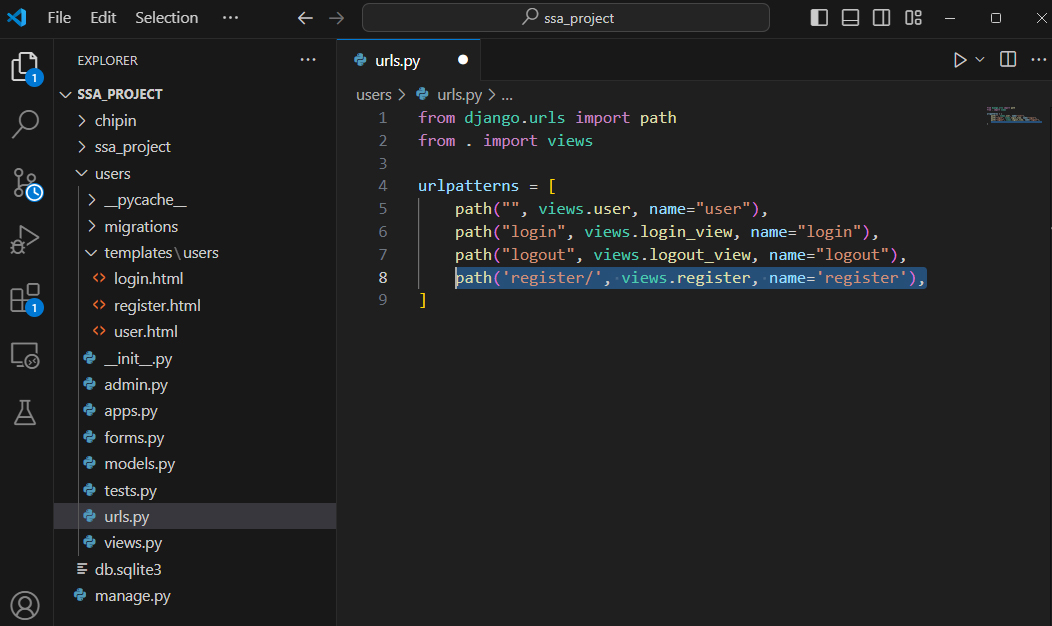 File Edit Selection ··· ssa_project
EXPLORER ···
SSA_PROJECT
chipin
ssa_project
users
__pycache__
migrations
templates\users
login.html
register.html
user.html
__init__.py
admin.py
apps.py
forms.py
models.py
tests.py
urls.py
views.py
db.sqlite3
manage.py
1
1
urls.py
users > urls.py > ...
1 from django.urls import path
2 from . import views
3
4 urlpatterns = [
5     path("", views.user, name="user"),
6     path("login", views.login_view, name="login"),
7     path("logout", views.logout_view, name="logout"),
8     path('register/', views.register, name='register'),
9 ]